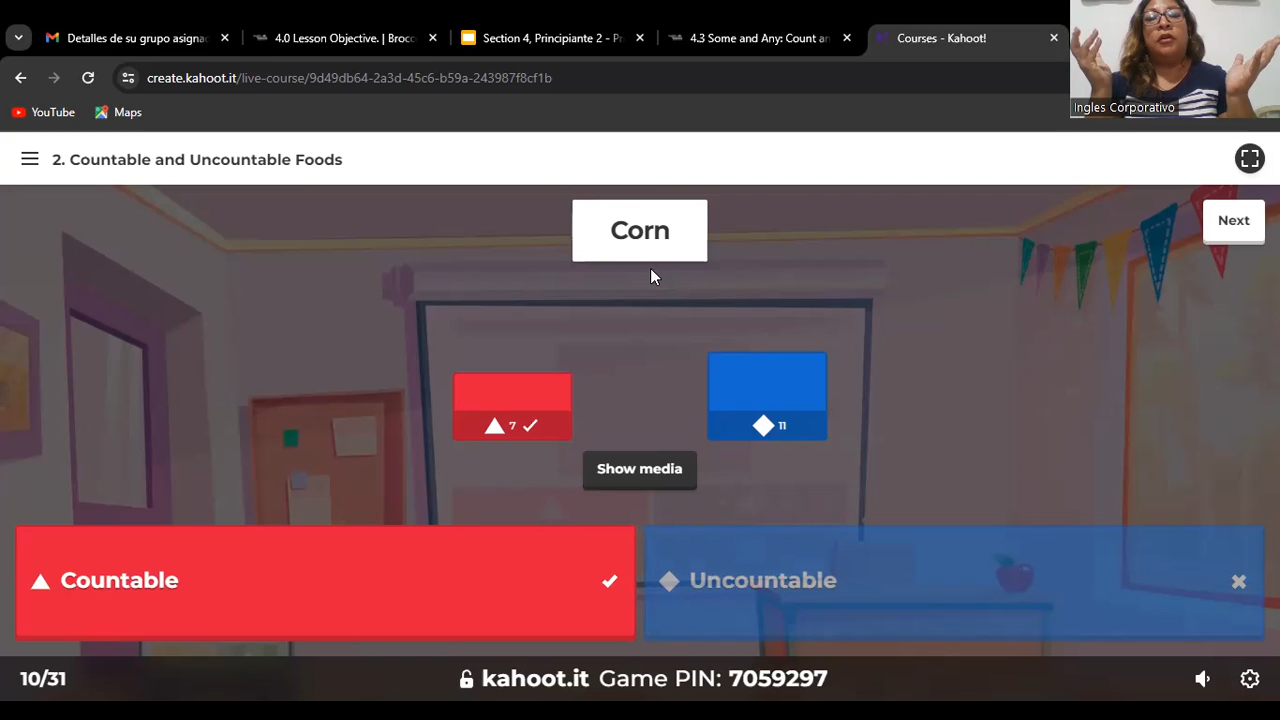 Detalles de su grupo asigna
4.0 Lesson Objective. | Brocc
Section 4, Principiante 2 - Pr
4.3 Some and Any: Count an
Courses - Kahoot!
create.kahoot.it/live-course/9d49db64-2a3d-45c6-b59a-243987f8cf1b
YouTube
Maps
Ingles Corporativo
2. Countable and Uncountable Foods
Corn
Next
7
11
Show media
Countable
Uncountable
10/31
kahoot.it Game PIN: 7059297